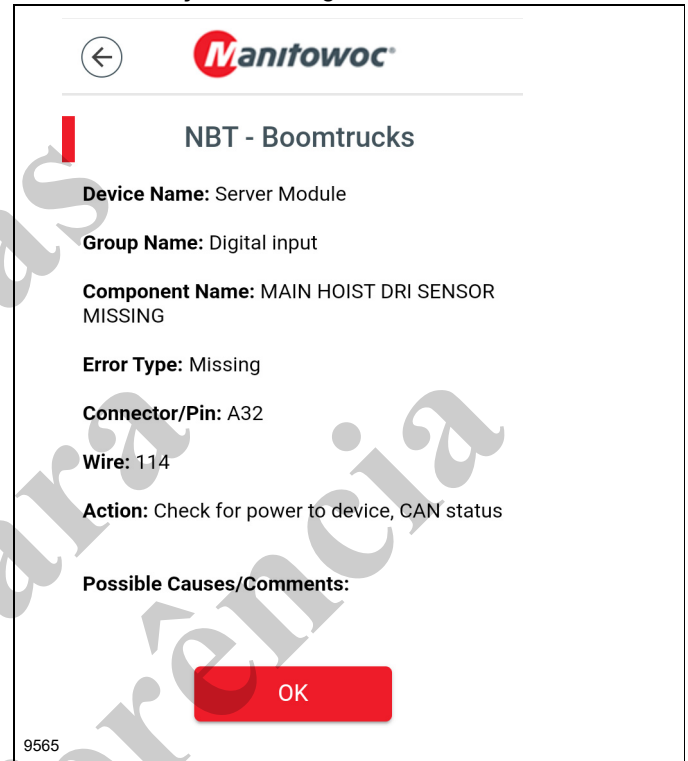 Manitowoc
NBT - Boomtrucks
Device Name: Server Module
Group Name: Digital input
Component Name: MAIN HOIST DRI SENSOR
MISSING
Error Type: Missing
Connector/Pin: A32
Wire: 114
Action: Check for power to device, CAN status
Possible Causes/Comments:
OK
9565